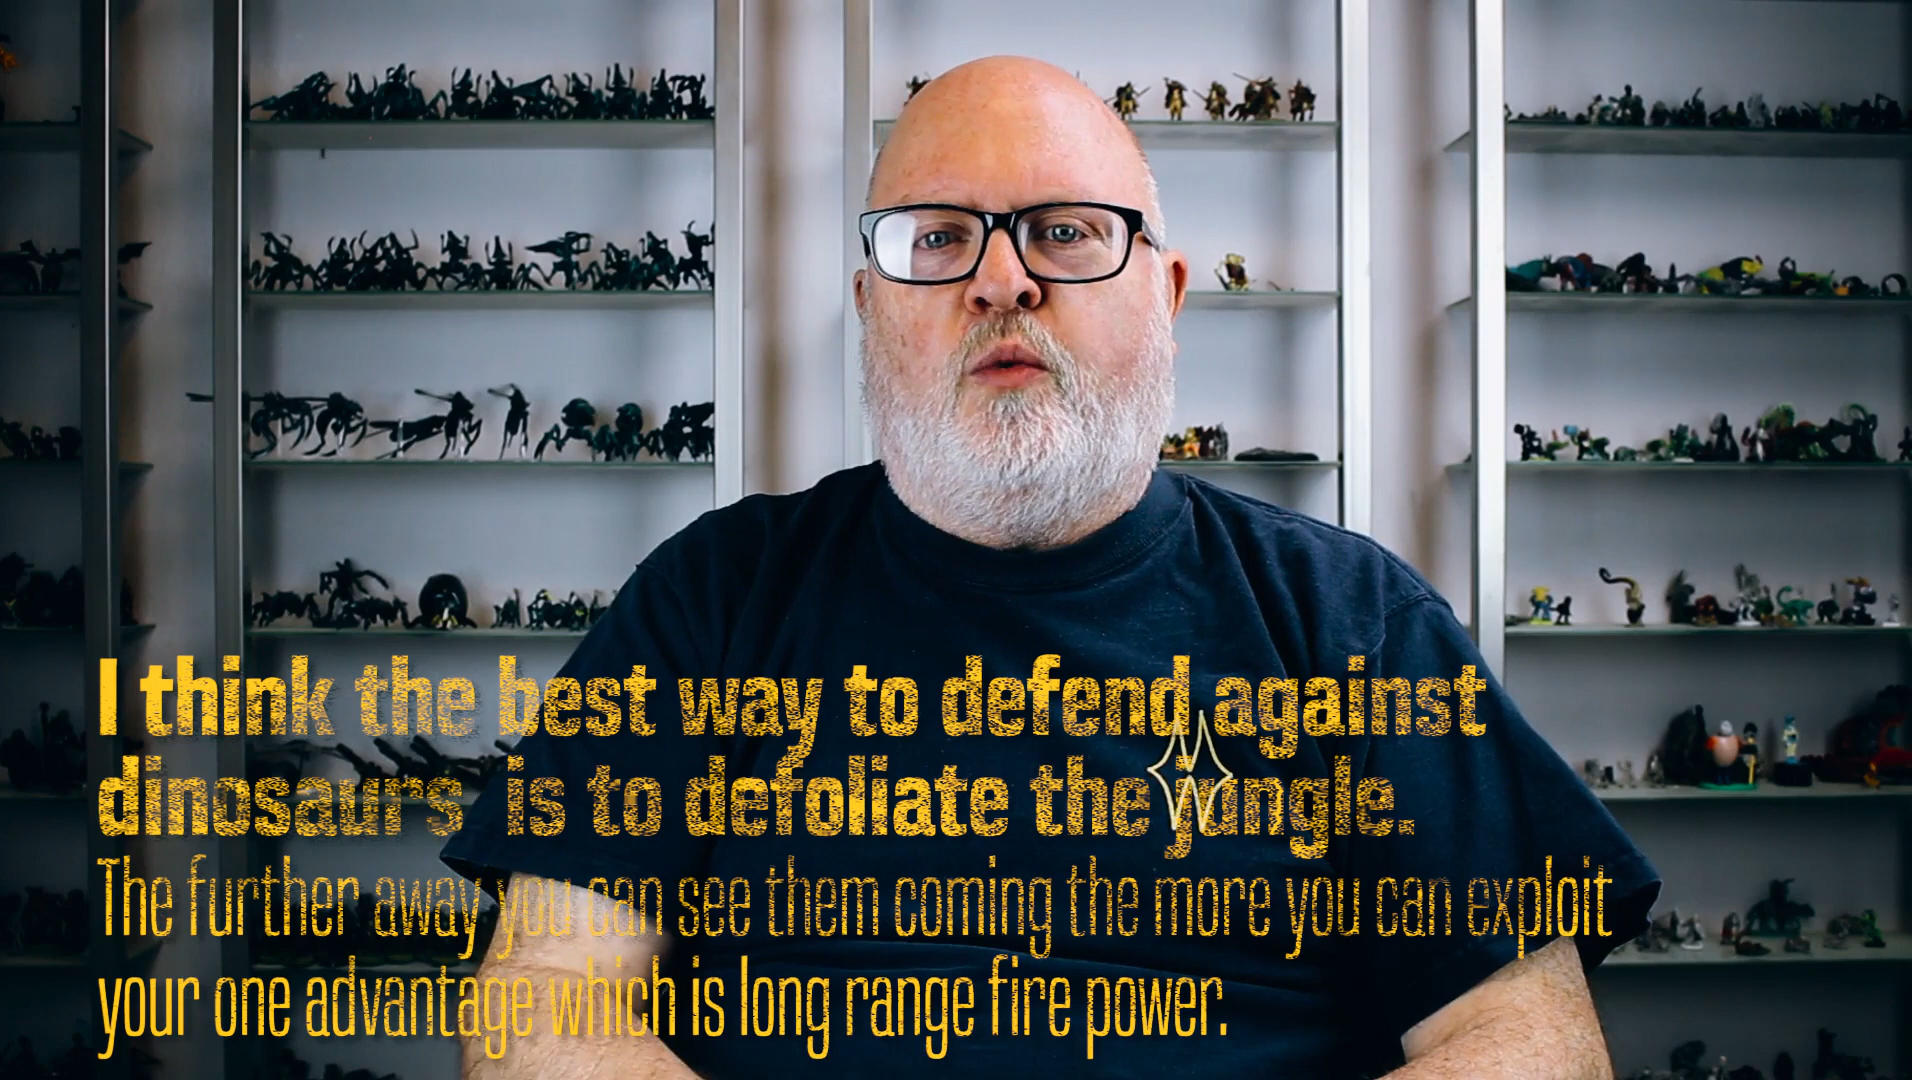 I think the best way to defend against
dinosaurs is to defoliate the jungle.
The further away you can see them coming the more you can exploit
your one advantage which is long range fire power.